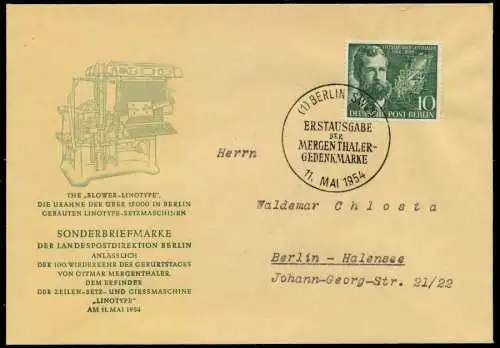 THE „BLOWER-LINOTYPE",
DIE URAHNE DER ÜBER 12000 IN BERLIN
GEBAUTEN LINOTYPE-SETZMASCHINEN
SONDERBRIEFMARKE
DER LANDESPOSTDIREKTION BERLIN
ANLÄSSLICH
DER 100. WIEDERKEHR DES GEBURTSTAGES
VON OTTMAR MERGENTHALER,
DEM ERFINDER
DER ZEILEN-SETZ- UND GIESSMASCHINE
„LINOTYPE"
AM 11. MAI 1954
OTTMAR MERGENTHALER
10
DEUTSCHE POST BERLIN
(1) BERLIN
ERSTAUSGABE
DER
MERGENTHALER-
GEDENKMARKE
11. MAI 1954
Herrn
Waldemar C h l o s t a
Berlin - Halensee
Johann-Georg-Str. 21/22